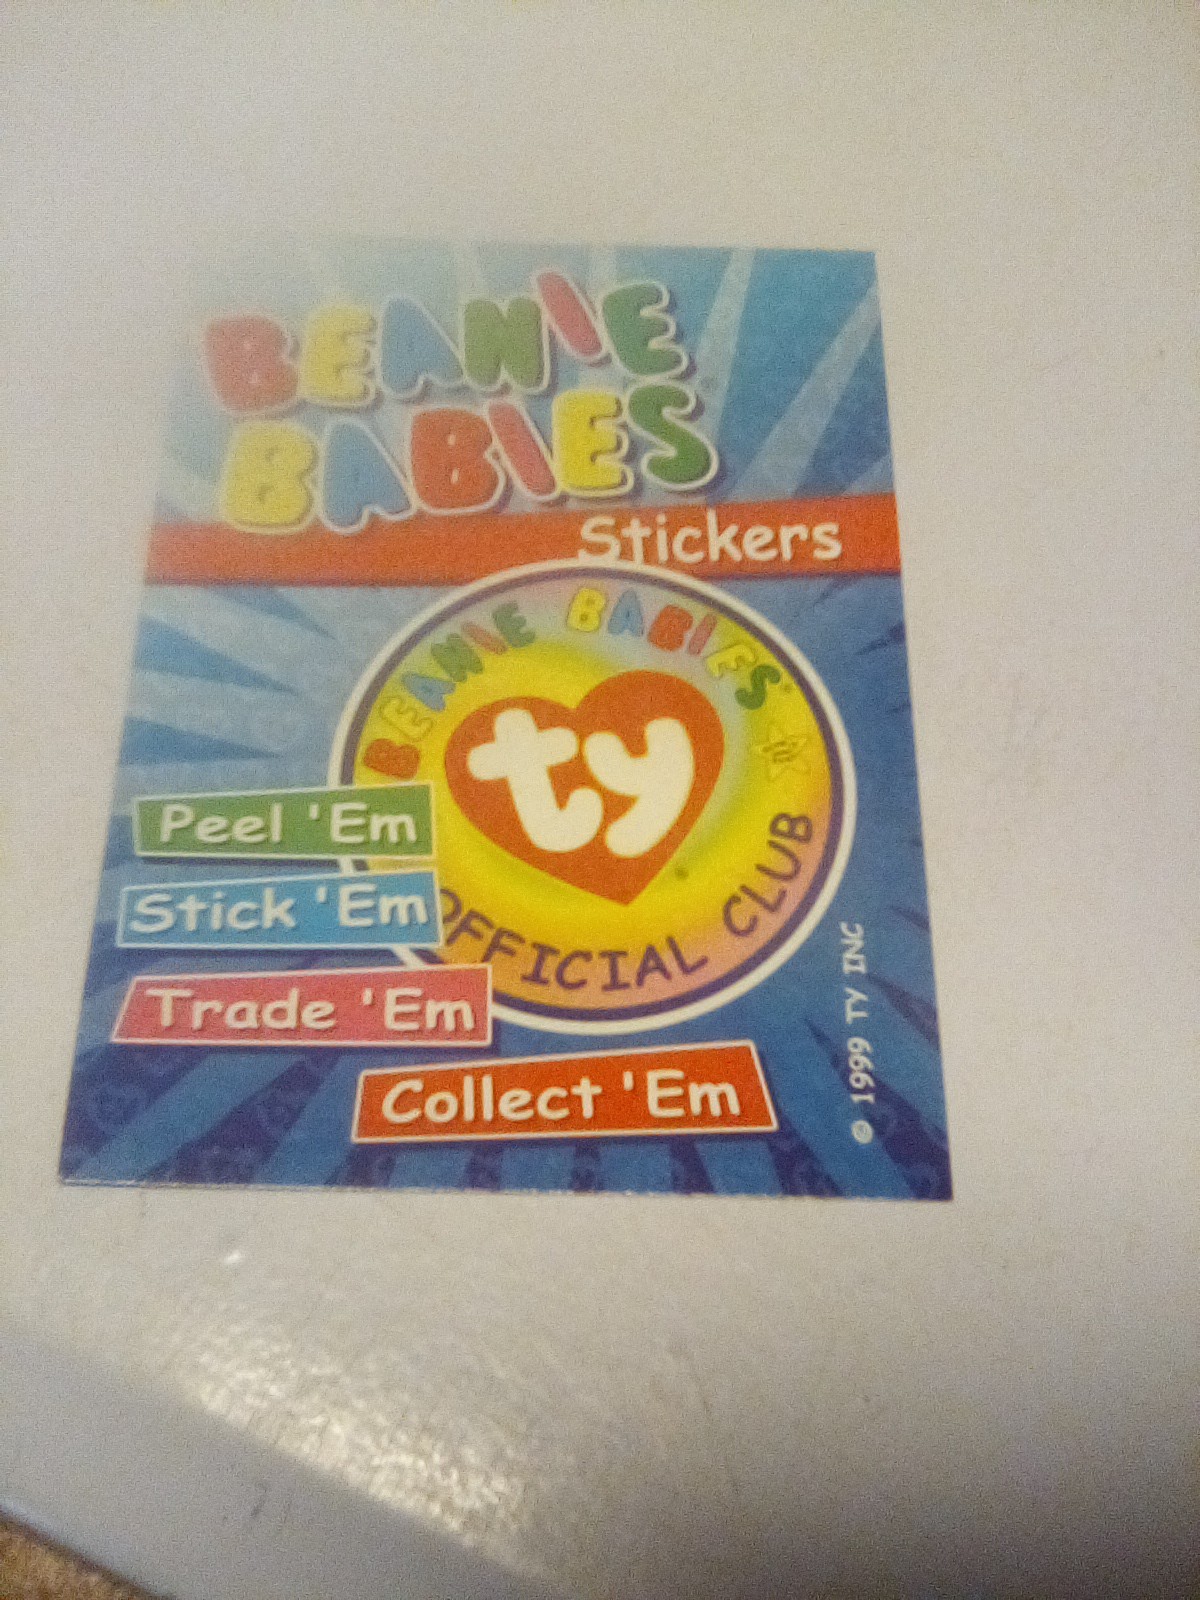 BEANIE
BABIES®
Stickers
BEANIE BABIES®
ty®
OFFICIAL CLUB
Peel 'Em
Stick 'Em
Trade 'Em
Collect 'Em
© 1999 TY INC